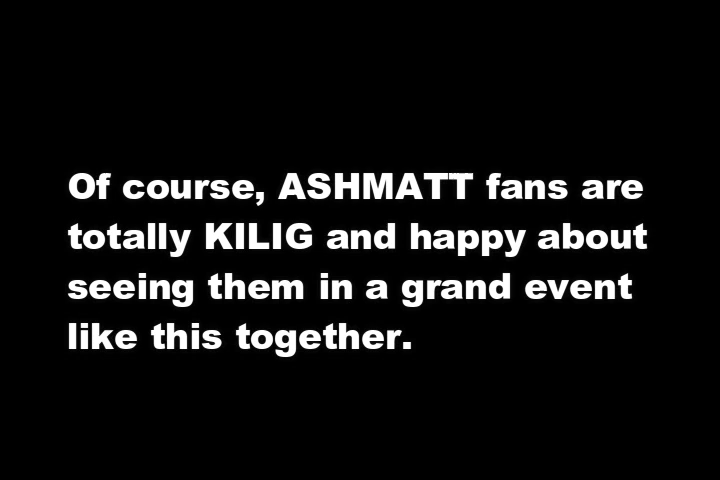 Of course, ASHMATT fans are
totally KILIG and happy about
seeing them in a grand event
like this together.